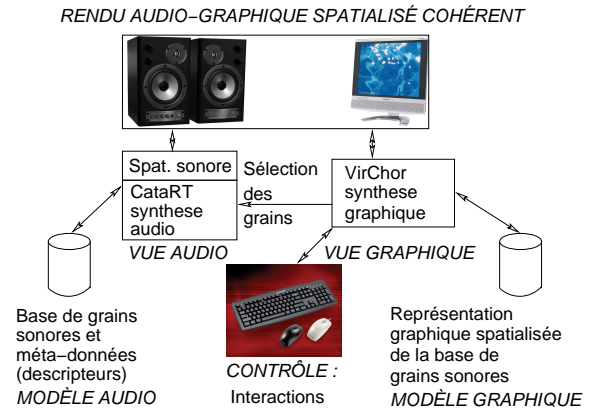 RENDU AUDIO−GRAPHIQUE SPATIALISÉ COHÉRENT
Spat. sonore
CataRT
synthese
audio
VUE AUDIO
Sélection
des
grains
VirChor
synthese
graphique
VUE GRAPHIQUE
Base de grains
sonores et
méta−données
(descripteurs)
MODÈLE AUDIO
CONTRÔLE :
Interactions
Représentation
graphique spatialisée
de la base de
grains sonores
MODÈLE GRAPHIQUE